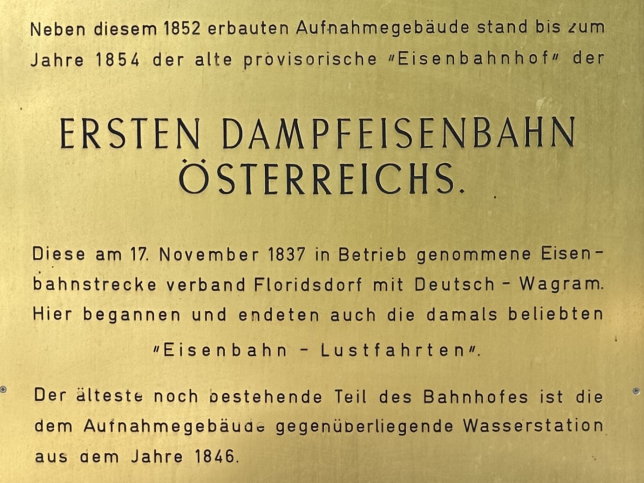 Neben diesem 1852 erbauten Aufnahmegebäude stand bis zum
Jahre 1854 der alte provisorische "Eisenbahnhof" der
ERSTEN DAMPFEISENBAHN
ÖSTERREICHS.
Diese am 17. November 1837 in Betrieb genommene Eisen-
bahnstrecke verband Floridsdorf mit Deutsch - Wagram.
Hier begannen und endeten auch die damals beliebten
"Eisenbahn - Lustfahrten".
Der älteste noch bestehende Teil des Bahnhofes ist die
dem Aufnahmegebäude gegenüberliegende Wasserstation
aus dem Jahre 1846.